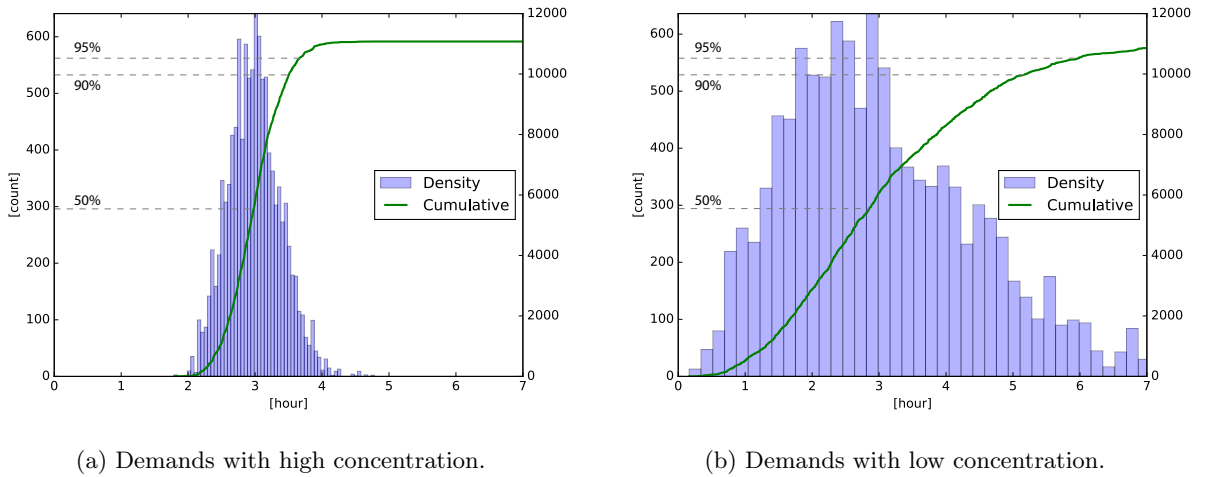 600
500
400
300
200
100
0
[count]
95%
90%
50%
12000
10000
8000
6000
4000
2000
0
Density
Cumulative
0 1 2 3 4 5 6 7
[hour]
(a) Demands with high concentration.
600
500
400
300
200
100
0
[count]
95%
90%
50%
12000
10000
8000
6000
4000
2000
0
Density
Cumulative
0 1 2 3 4 5 6 7
[hour]
(b) Demands with low concentration.